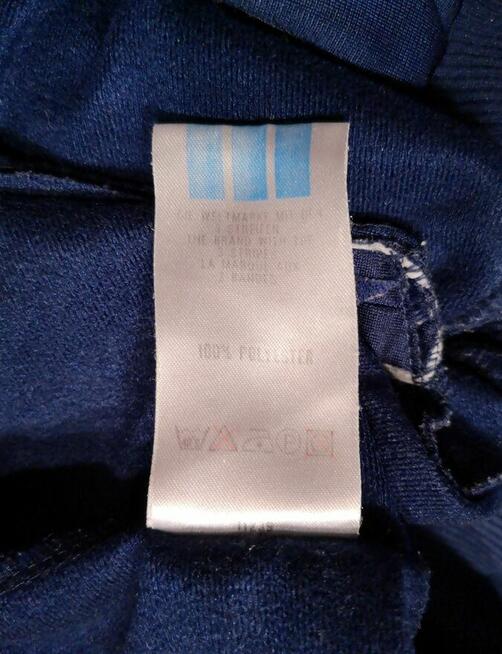 DIE WELTMARKE MIT DEN
3 STREIFEN
THE BRAND WITH THE
3 STRIPES
LA MARQUE AUX
3 BANDES
100% POLYESTER